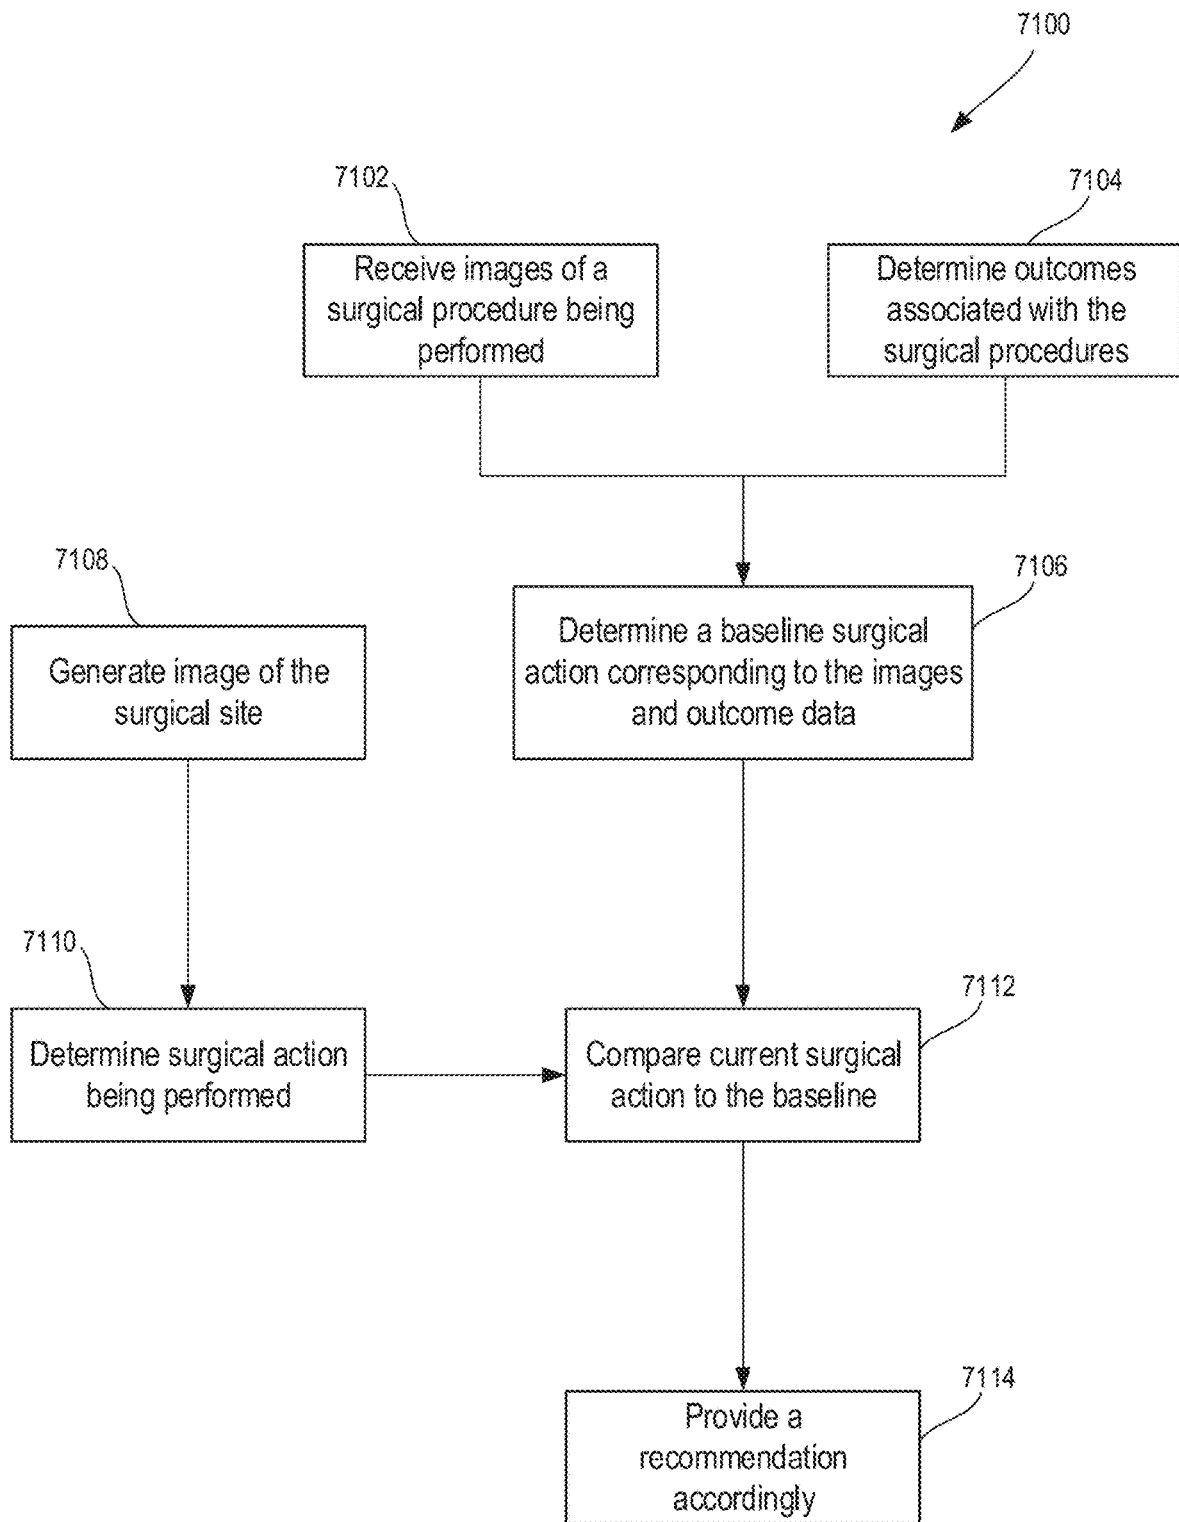 7100
7102
7104
Receive images of a
surgical procedure being
performed
Determine outcomes
associated with the
surgical procedures
7108
7106
Generate image of the
surgical site
Determine a baseline surgical
action corresponding to the images
and outcome data
7110
7112
Determine surgical action
being performed
Compare current surgical
action to the baseline
7114
Provide a
recommendation
accordingly